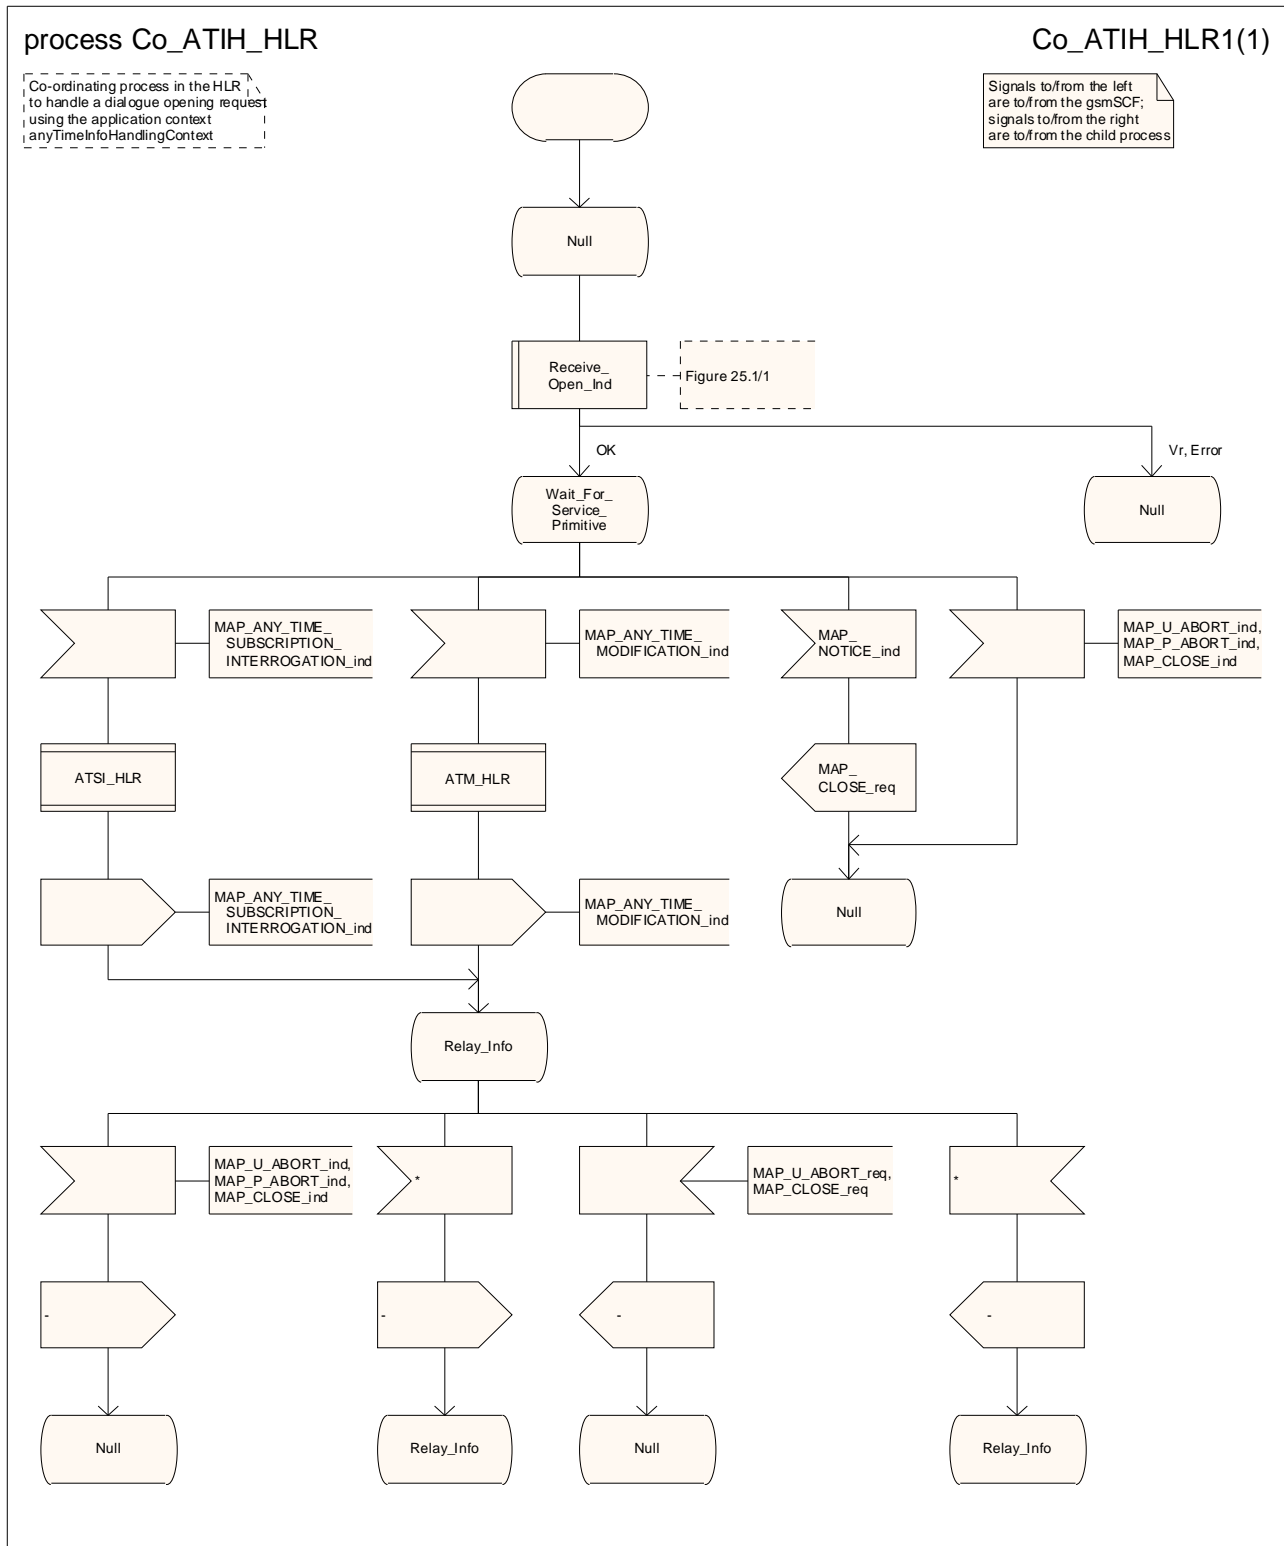 process Co_ATIH_HLR
Co_ATIH_HLR1(1)
Co-ordinating process in the HLR
to handle a dialogue opening request
using the application context
anyTimeInfoHandlingContext
Signals to/from the left
are to/from the gsmSCF;
signals to/from the right
are to/from the child process
Null
Receive_
Open_Ind
Figure 25.1/1
OK
Vr, Error
Wait_For_
Service_
Primitive
Null
MAP_ANY_TIME_
SUBSCRIPTION_
INTERROGATION_ind
MAP_ANY_TIME_
MODIFICATION_ind
MAP_
NOTICE_ind
MAP_U_ABORT_ind,
MAP_P_ABORT_ind,
MAP_CLOSE_ind
ATSI_HLR
ATM_HLR
MAP_
CLOSE_req
MAP_ANY_TIME_
SUBSCRIPTION_
INTERROGATION_ind
MAP_ANY_TIME_
MODIFICATION_ind
Null
Relay_Info
MAP_U_ABORT_ind,
MAP_P_ABORT_ind,
MAP_CLOSE_ind
*
MAP_U_ABORT_req,
MAP_CLOSE_req
*
-
-
-
-
Null
Relay_Info
Null
Relay_Info